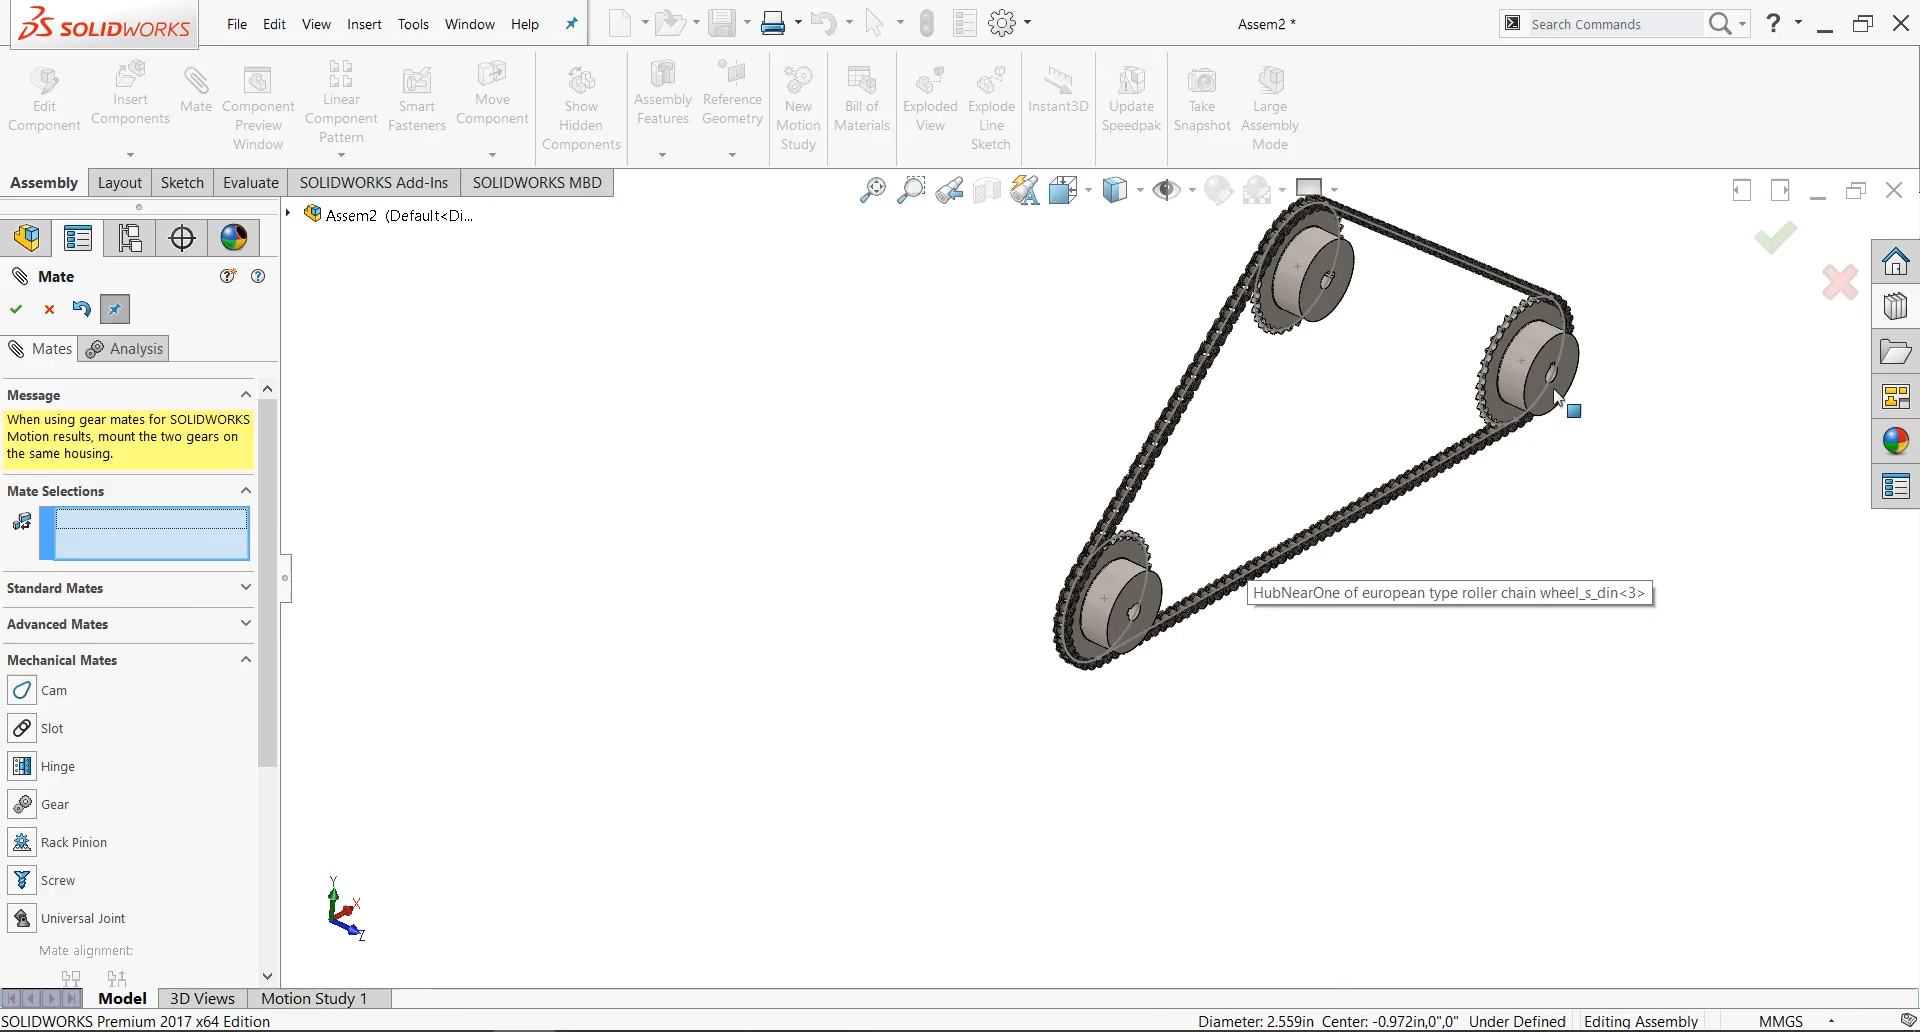 SOLIDWORKS
File Edit View Insert Tools Window Help
Assem2 *
Search Commands
?
Edit Component
Insert Components
Mate
Component Preview Window
Linear Component Pattern
Smart Fasteners
Move Component
Show Hidden Components
Assembly Features
Reference Geometry
New Motion Study
Bill of Materials
Exploded View
Explode Line Sketch
Instant3D
Update Speedpak
Take Snapshot
Large Assembly Mode
Assembly Layout Sketch Evaluate SOLIDWORKS Add-Ins SOLIDWORKS MBD
Assem2 (Default<Di...
Mate
Mates Analysis
Message
When using gear mates for SOLIDWORKS
Motion results, mount the two gears on
the same housing.
Mate Selections
Standard Mates
Advanced Mates
Mechanical Mates
Cam
Slot
Hinge
Gear
Rack Pinion
Screw
Universal Joint
Mate alignment:
HubNearOne of european type roller chain wheel_s_din<3>
Y
X
Z
Model 3D Views Motion Study 1
SOLIDWORKS Premium 2017 x64 Edition
Diameter: 2.559in Center: -0.972in,0",0" Under Defined Editing Assembly MMGS